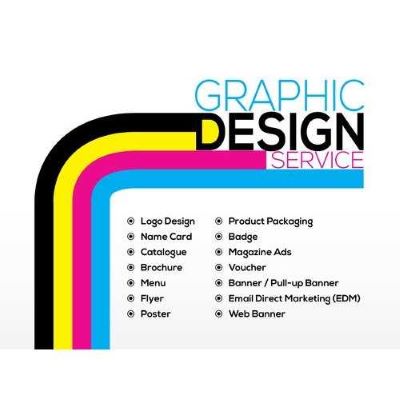 GRAPHIC
DESIGN
SERVICE
Logo Design
Name Card
Catalogue
Brochure
Menu
Flyer
Poster
Product Packaging
Badge
Magazine Ads
Voucher
Banner / Pull-up Banner
Email Direct Marketing (EDM)
Web Banner